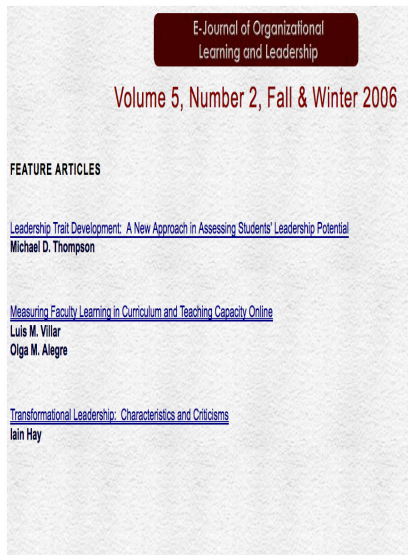 E-Journal of Organizational
Learning and Leadership
Volume 5, Number 2, Fall & Winter 2006
FEATURE ARTICLES
Leadership Trait Development: A New Approach in Assessing Students' Leadership Potential
Michael D. Thompson
Measuring Faculty Learning in Curriculum and Teaching Capacity Online
Luis M. Villar
Olga M. Alegre
Transformational Leadership: Characteristics and Criticisms
Iain Hay